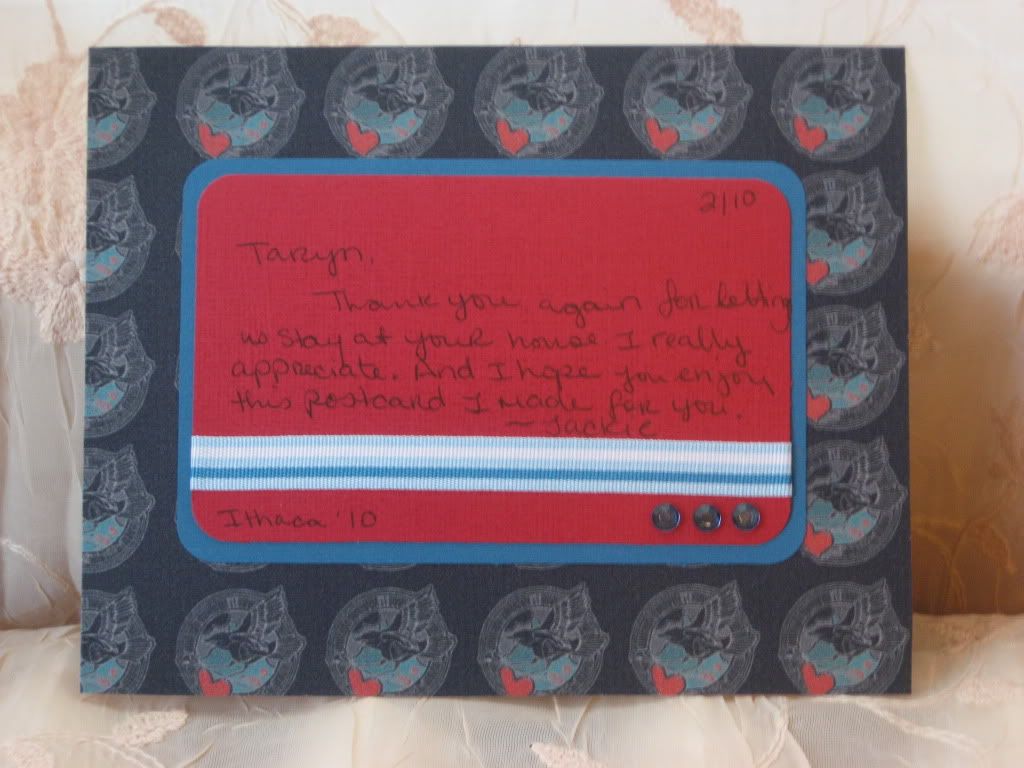 2/10
Taryn,
Thank you again for letting
us stay at your house I really
appreciate. And I hope you enjoy
this postcard I made for you.
~ Jackie
Ithaca '10